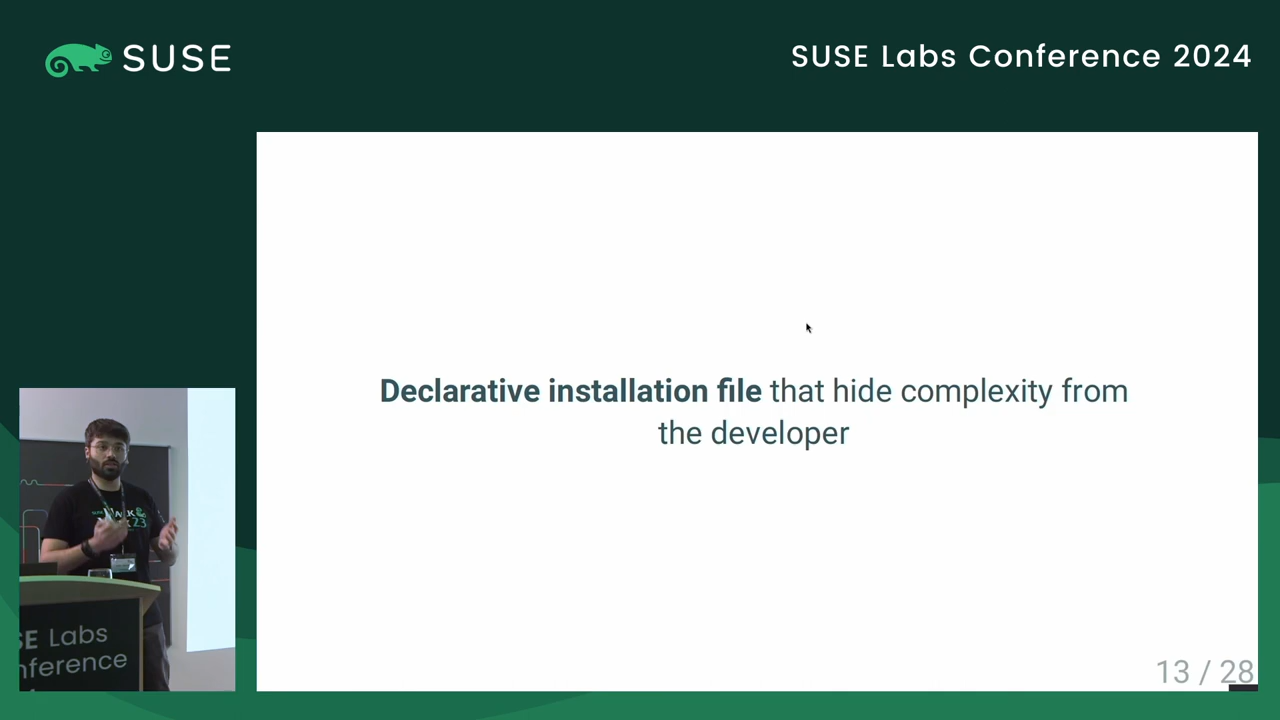 SUSE
SUSE Labs Conference 2024
Declarative installation file that hide complexity from
the developer
13 / 28
SE Labs
nference